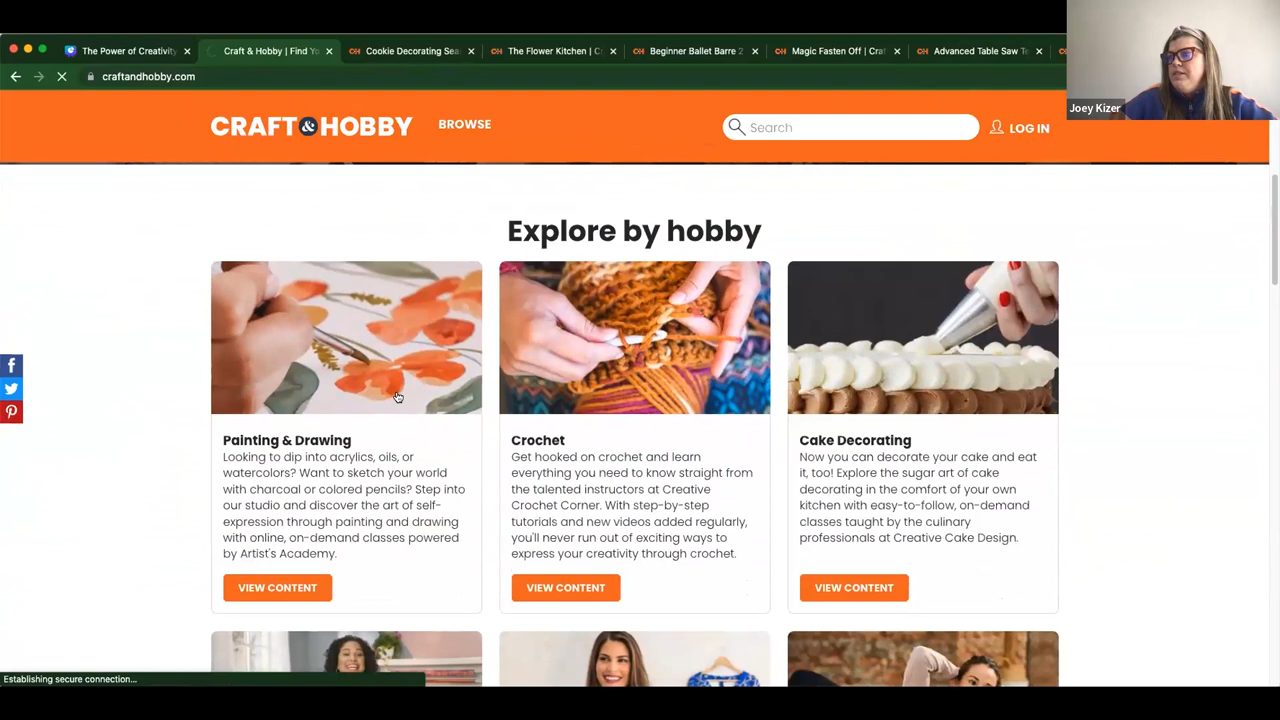 The Power of Creativity
Craft & Hobby | Find Yo
Cookie Decorating Sea
The Flower Kitchen | C
Beginner Ballet Barre 2
Magic Fasten Off | Craf
Advanced Table Saw Te
craftandhobby.com
Joey Kizer
CRAFT&HOBBY
BROWSE
Search
LOG IN
Explore by hobby
Painting & Drawing
Looking to dip into acrylics, oils, or
watercolors? Want to sketch your world
with charcoal or colored pencils? Step into
our studio and discover the art of self-
expression through painting and drawing
with online, on-demand classes powered
by Artist's Academy.
VIEW CONTENT
Crochet
Get hooked on crochet and learn
everything you need to know straight from
the talented instructors at Creative
Crochet Corner. With step-by-step
tutorials and new videos added regularly,
you'll never run out of exciting ways to
express your creativity through crochet.
VIEW CONTENT
Cake Decorating
Now you can decorate your cake and eat
it, too! Explore the sugar art of cake
decorating in the comfort of your own
kitchen with easy-to-follow, on-demand
classes taught by the culinary
professionals at Creative Cake Design.
VIEW CONTENT
Establishing secure connection...